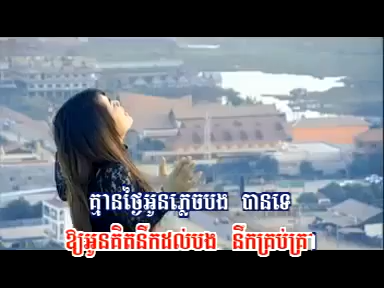 គ្មានថ្ងៃអូនភ្លេចបង បានទេ
ឱ្យអូនគិតនឹកដល់បង នឹកគ្រប់គ្រា